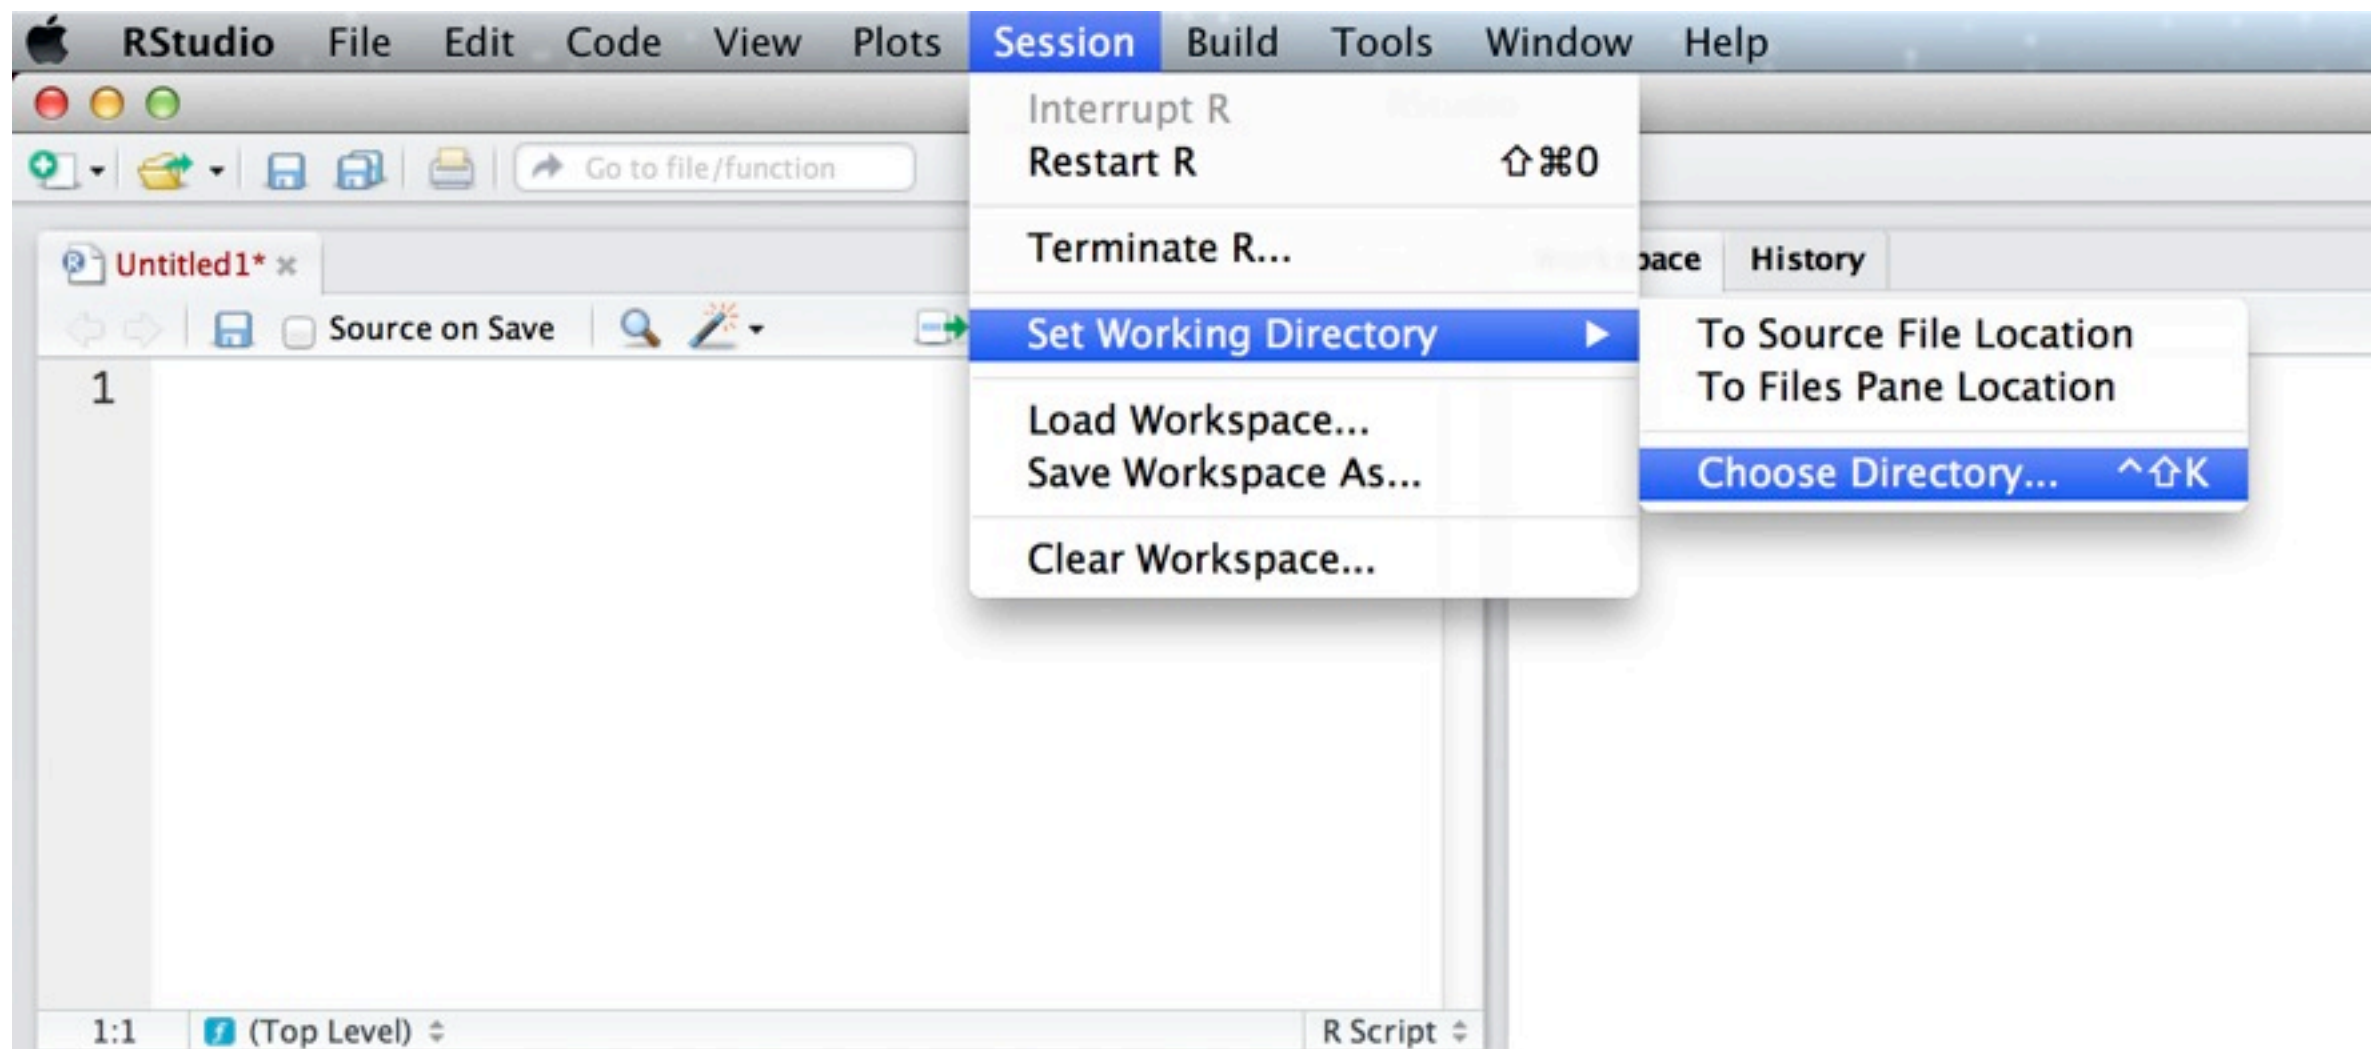 RStudio File Edit Code View Plots Session Build Tools Window Help
RStudio
Go to file/function
Interrupt R
Restart R ⇧⌘0
Terminate R...
Set Working Directory ▶
Load Workspace...
Save Workspace As...
Clear Workspace...
To Source File Location
To Files Pane Location
Choose Directory... ^⇧K
Untitled1* ×
History
Source on Save
1
1:1 (Top Level) R Script